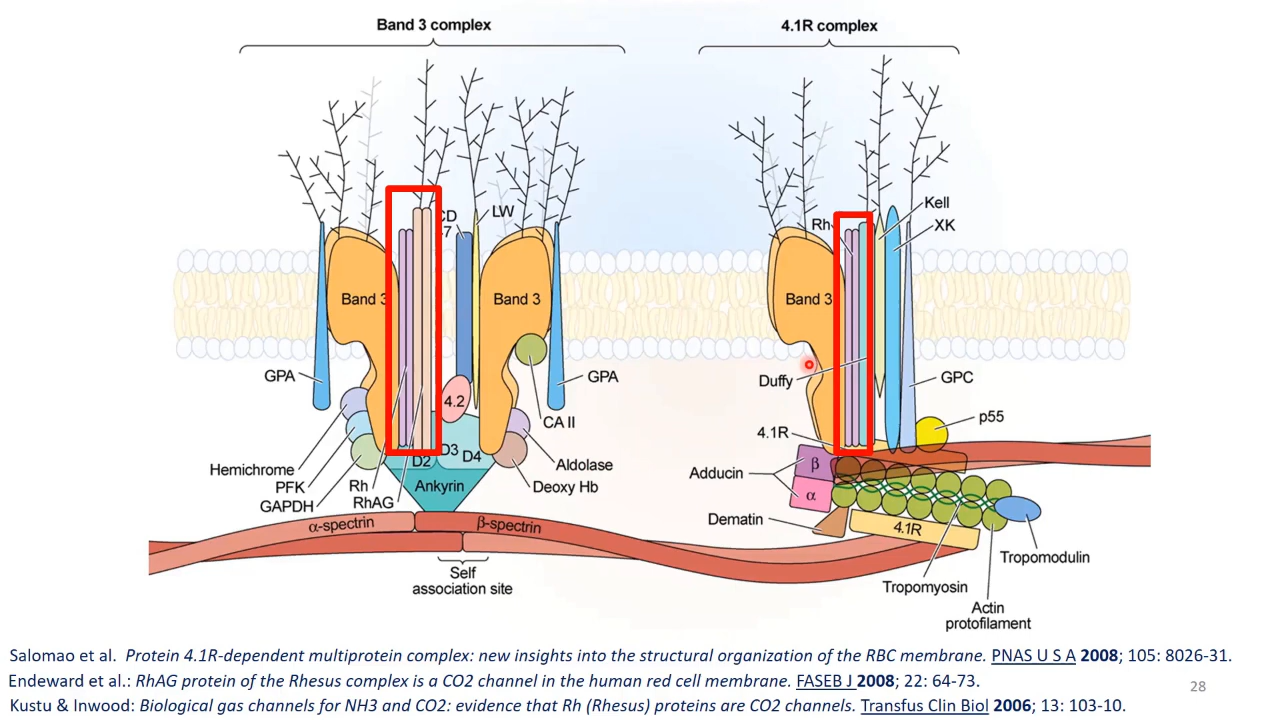 Band 3 complex
4.1R complex
LW
Kell
Rh
XK
Band 3
Band 3
Band 3
GPA
GPA
Duffy
GPC
4.2
CA II
p55
4.1R
D3
D4
D2
Hemichrome
Aldolase
Adducin
β
α
PFK
Rh
Ankyrin
Deoxy Hb
GAPDH
RhAG
Dematin
α-spectrin
β-spectrin
4.1R
Tropomodulin
Self
association site
Tropomyosin
Actin
protofilament
Salomao et al. Protein 4.1R-dependent multiprotein complex: new insights into the structural organization of the RBC membrane. PNAS U S A 2008; 105: 8026-31.
Endeward et al.: RhAG protein of the Rhesus complex is a CO2 channel in the human red cell membrane. FASEB J 2008; 22: 64-73.
28
Kustu & Inwood: Biological gas channels for NH3 and CO2: evidence that Rh (Rhesus) proteins are CO2 channels. Transfus Clin Biol 2006; 13: 103-10.